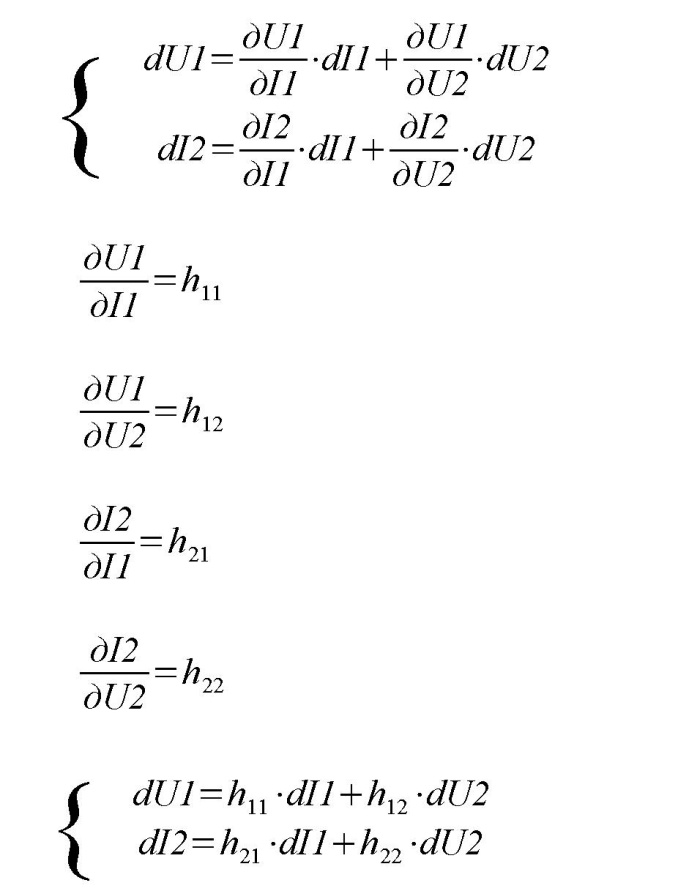 { dU1=∂U1/∂I1·dI1+∂U1/∂U2·dU2
dI2=∂I2/∂I1·dI1+∂I2/∂U2·dU2
∂U1/∂I1=h₁₁
∂U1/∂U2=h₁₂
∂I2/∂I1=h₂₁
∂I2/∂U2=h₂₂
{ dU1=h₁₁·dI1+h₁₂·dU2
dI2=h₂₁·dI1+h₂₂·dU2